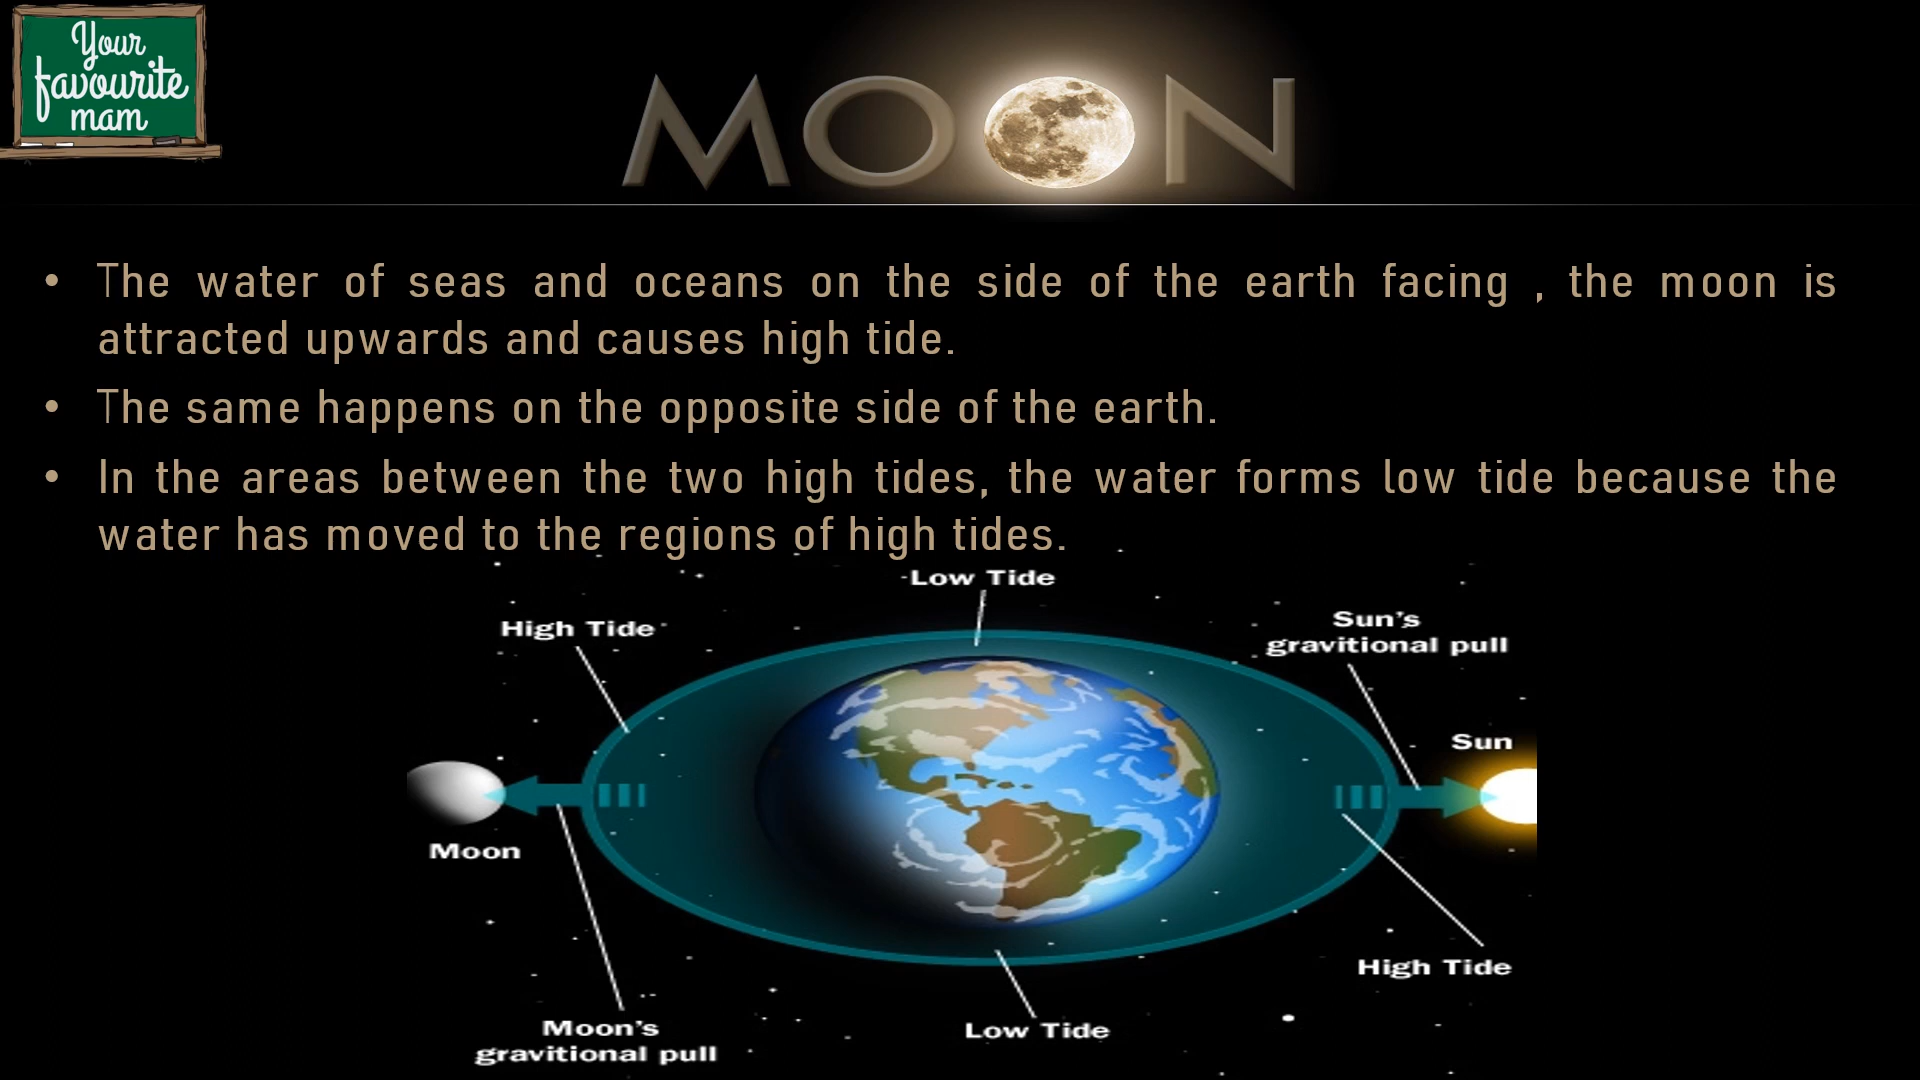 Your
favourite
mam
MOON
• The water of seas and oceans on the side of the earth facing , the moon is
attracted upwards and causes high tide.
• The same happens on the opposite side of the earth.
• In the areas between the two high tides, the water forms low tide because the
water has moved to the regions of high tides.
Low Tide
High Tide
Sun's
gravitional pull
Sun
Moon
High Tide
Moon's
gravitional pull
Low Tide